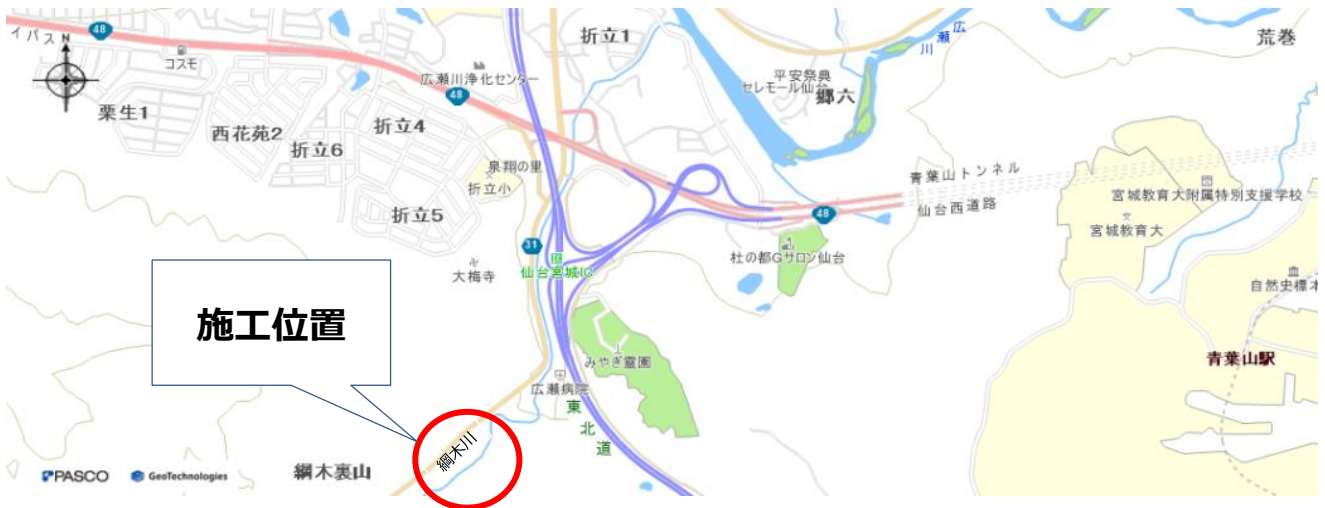 48
イパス
N
コスモ
栗生1
西花苑2
折立6
折立4
折立5
広瀬川浄化センター
48
折立1
広瀬川
平安祭典
セレモール仙台
郷六
荒巻
泉翔の里
折立小
31
仙台宮城IC
大梅寺
青葉山トンネル
仙台西道路
48
杜の都Gサロン仙台
宮城教育大附属特別支援学校
宮城教育大
自然史標本
青葉山駅
施工位置
みやぎ霊園
広瀬病院
東北道
綱木川
綱木裏山
PASCO
GeoTechnologies